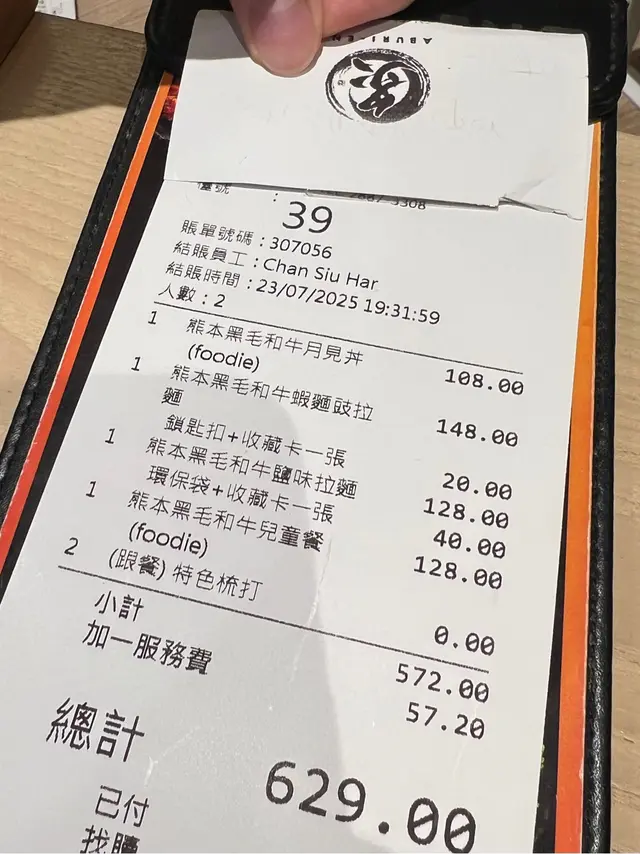 39
賬單號碼：307056
結賬員工：Chan Siu Har
結賬時間：23/07/2025 19:31:59
人數：2
1 熊本黑毛和牛月見丼 108.00
(foodie)
1 熊本黑毛和牛蝦麵豉拉 148.00
麵
鎖匙扣+收藏卡一張 20.00
1 熊本黑毛和牛鹽味拉麵 128.00
環保袋+收藏卡一張 40.00
1 熊本黑毛和牛兒童餐 128.00
(foodie)
2 (跟餐) 特色梳打 0.00
小計 572.00
加一服務費 57.20
總計 629.00
已付
找贖